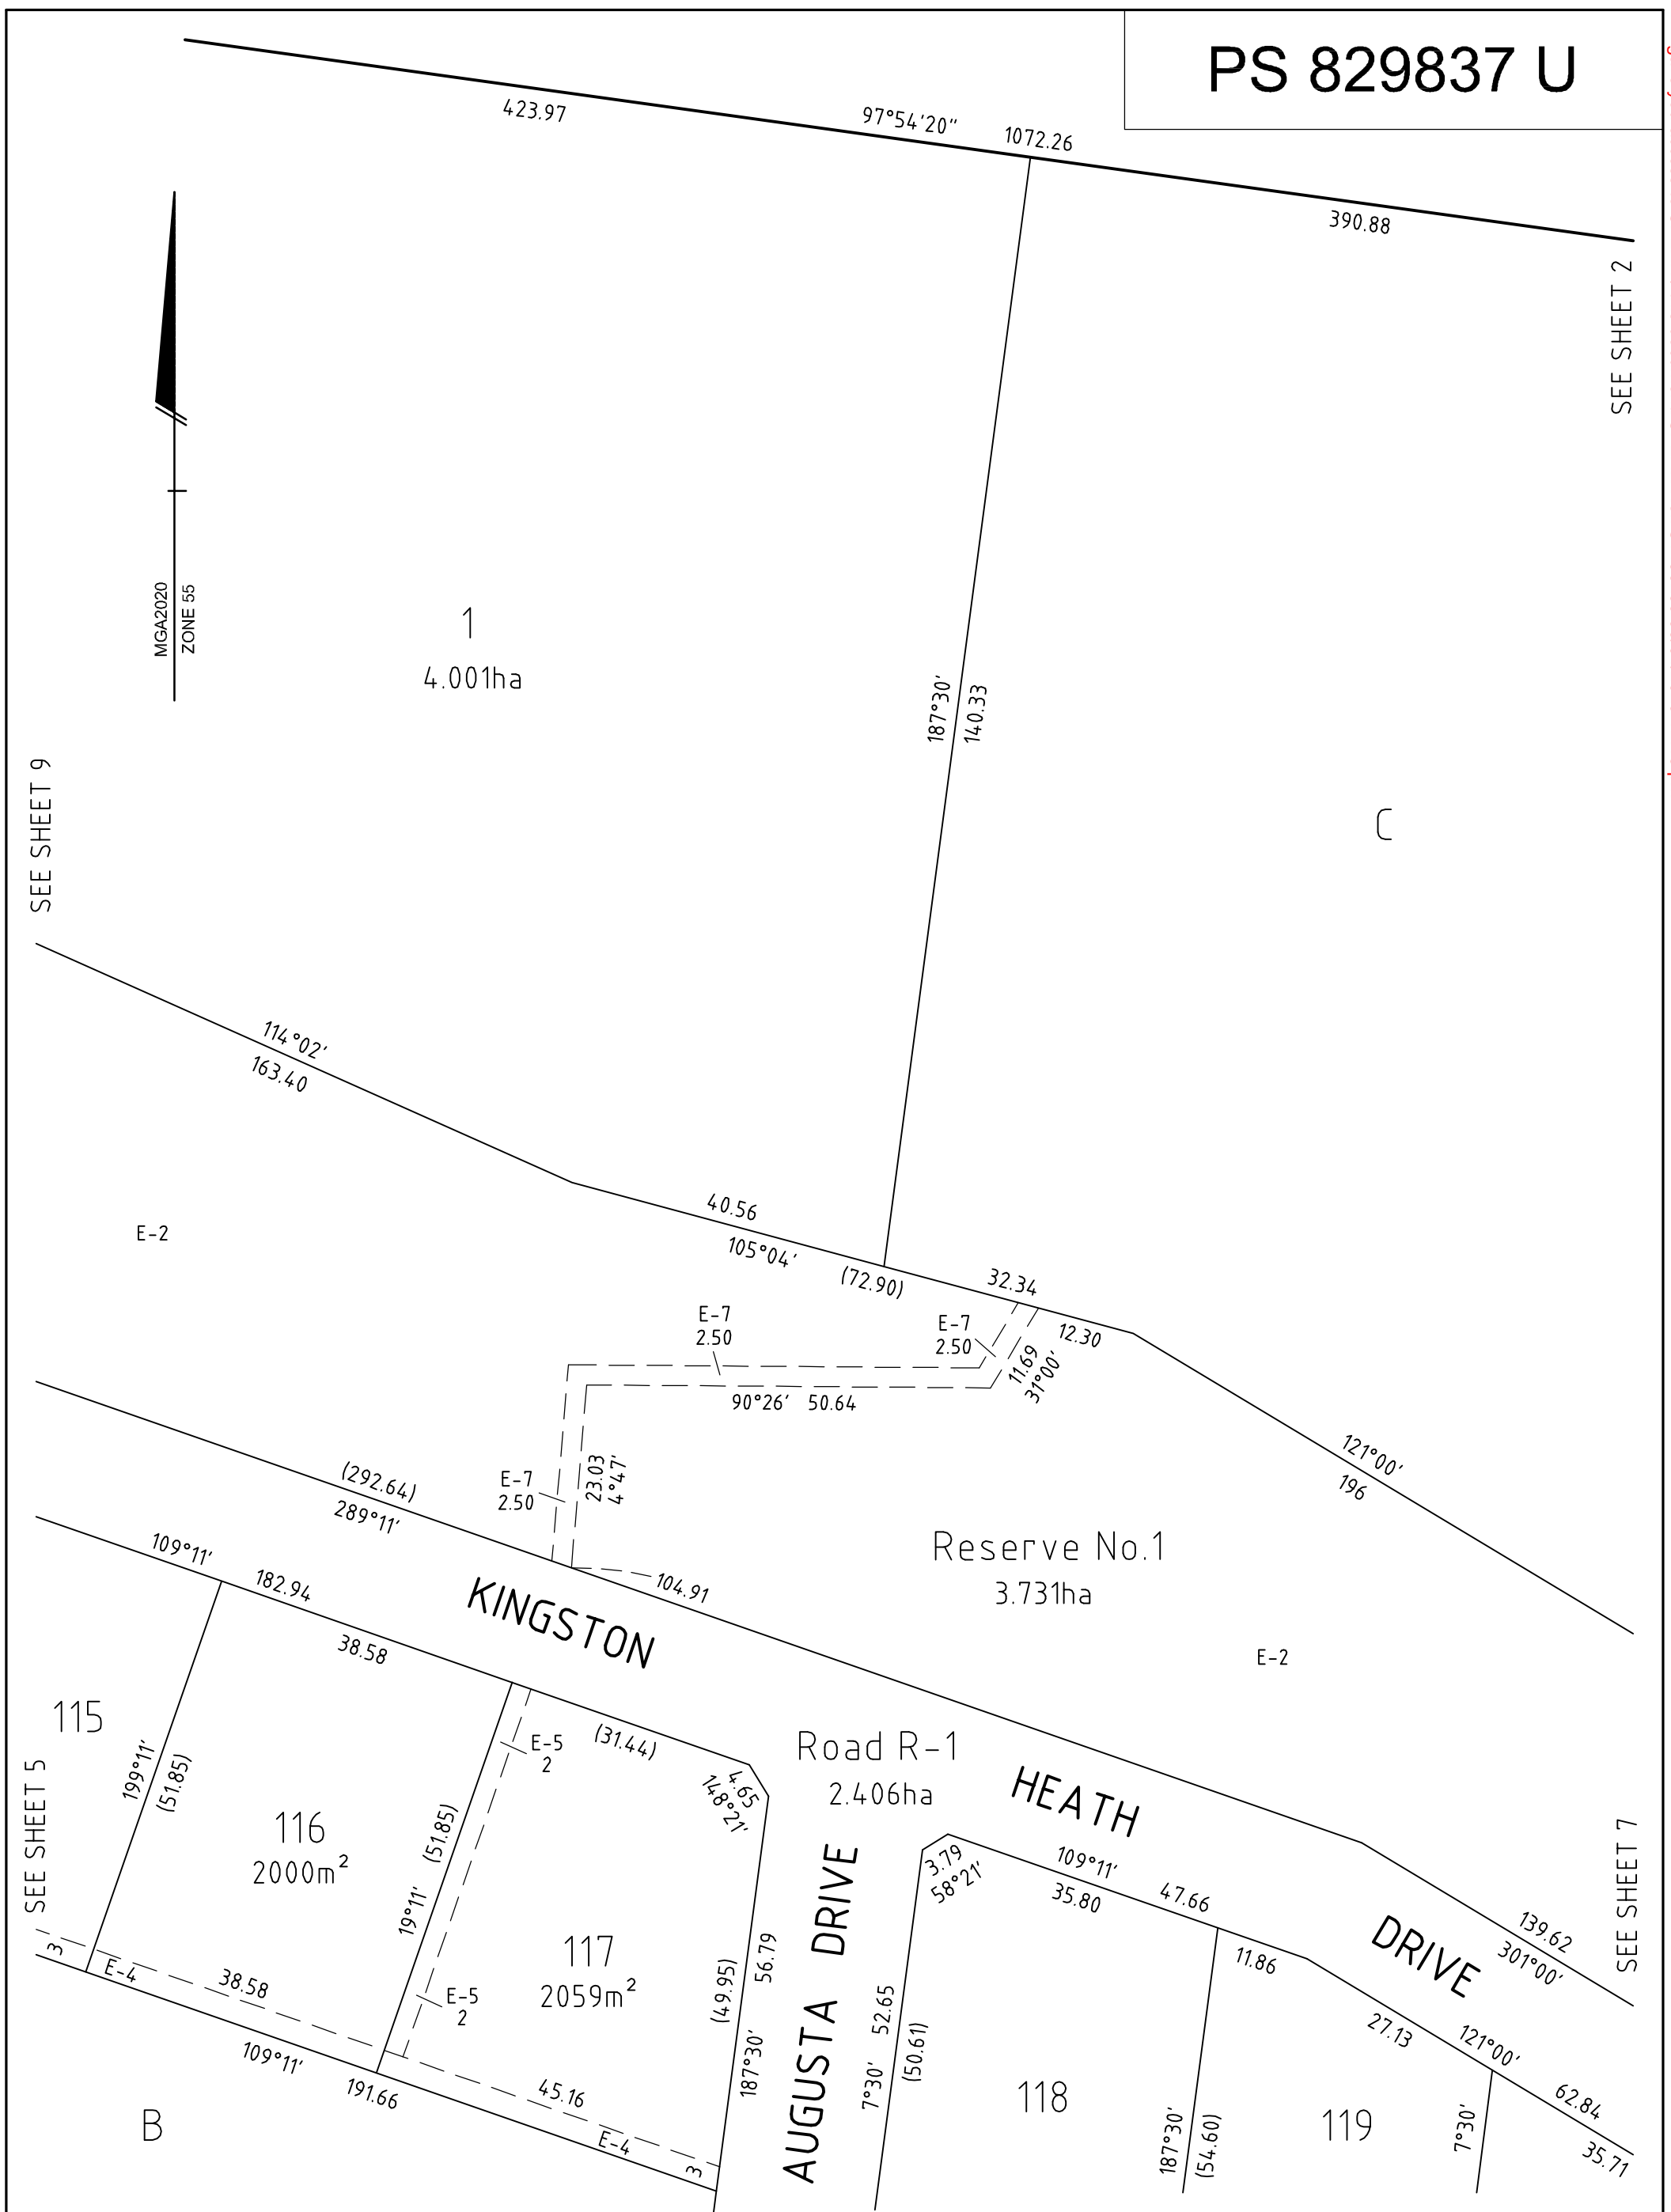 PS 829837 U
423.97
97°54'20"
1072.26
390.88
SEE SHEET 2
MGA2020
ZONE 55
1
4.001ha
187°30'
140.33
SEE SHEET 9
C
114°02'
163.40
40.56
105°04'
(72.90)
32.34
E-2
E-7
2.50
E-7
2.50
12.30
11.69
31°00'
90°26' 50.64
121°00'
196
(292.64)
289°11'
E-7
2.50
23.03
4°47'
Reserve No.1
3.731ha
109°11'
182.94
104.91
KINGSTON
38.58
E-2
115
(31.44)
Road R-1
2.406ha
E-5
2
4.65
148°21'
HEATH
199°11'
(51.85)
SEE SHEET 5
116
2000m²
(51.85)
19°11'
3.79
58°21'
109°11'
35.80
47.66
SEE SHEET 7
DRIVE
139.62
301°00'
3
E-4
38.58
117
2059m²
E-5
2
(49.95)
56.79
187°30'
AUGUSTA DRIVE
7°30' 52.65
(50.61)
11.86
27.13
121°00'
62.84
35.71
109°11'
191.66
45.16
E-4
3
B
118
187°30'
(54.60)
119
7°30'